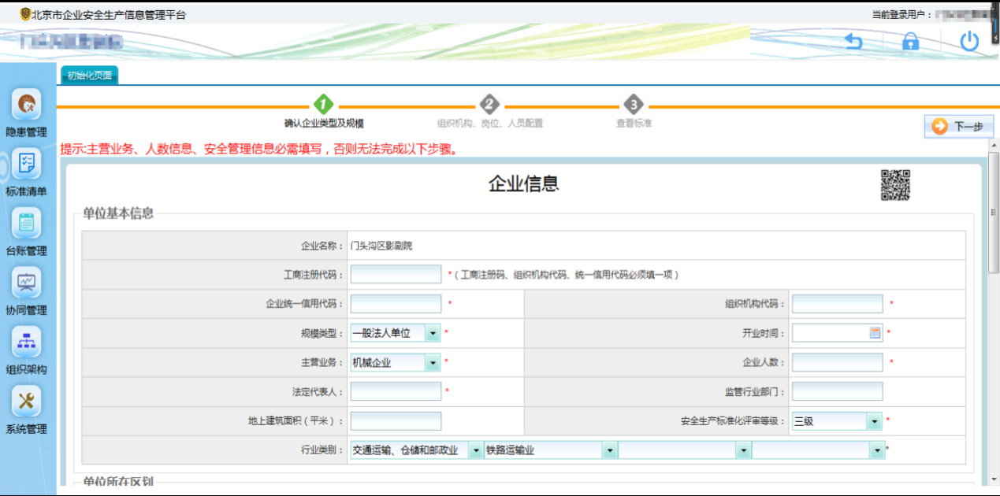 北京市企业安全生产信息管理平台
当前登录用户：
初始化页面
1 2 3
确认企业类型及规模 组织机构、岗位、人员配置 查看标准
下一步
提示:主营业务、人数信息、安全管理信息必需填写，否则无法完成以下步骤。
隐患管理
标准清单
台账管理
协同管理
组织架构
系统管理
企业信息
单位基本信息
企业名称： 门头沟区影剧院
工商注册代码： *（工商注册码、组织机构代码、统一信用代码必须填一项）
企业统一信用代码： * 组织机构代码： *
规模类型： 一般法人单位 * 开业时间： *
主营业务： 机械企业 * 企业人数： *
法定代表人： * 监管行业部门：
地上建筑面积（平米）： 安全生产标准化评审等级： 三级 *
行业类别： 交通运输、仓储和邮政业 铁路运输业 *
单位所在区划